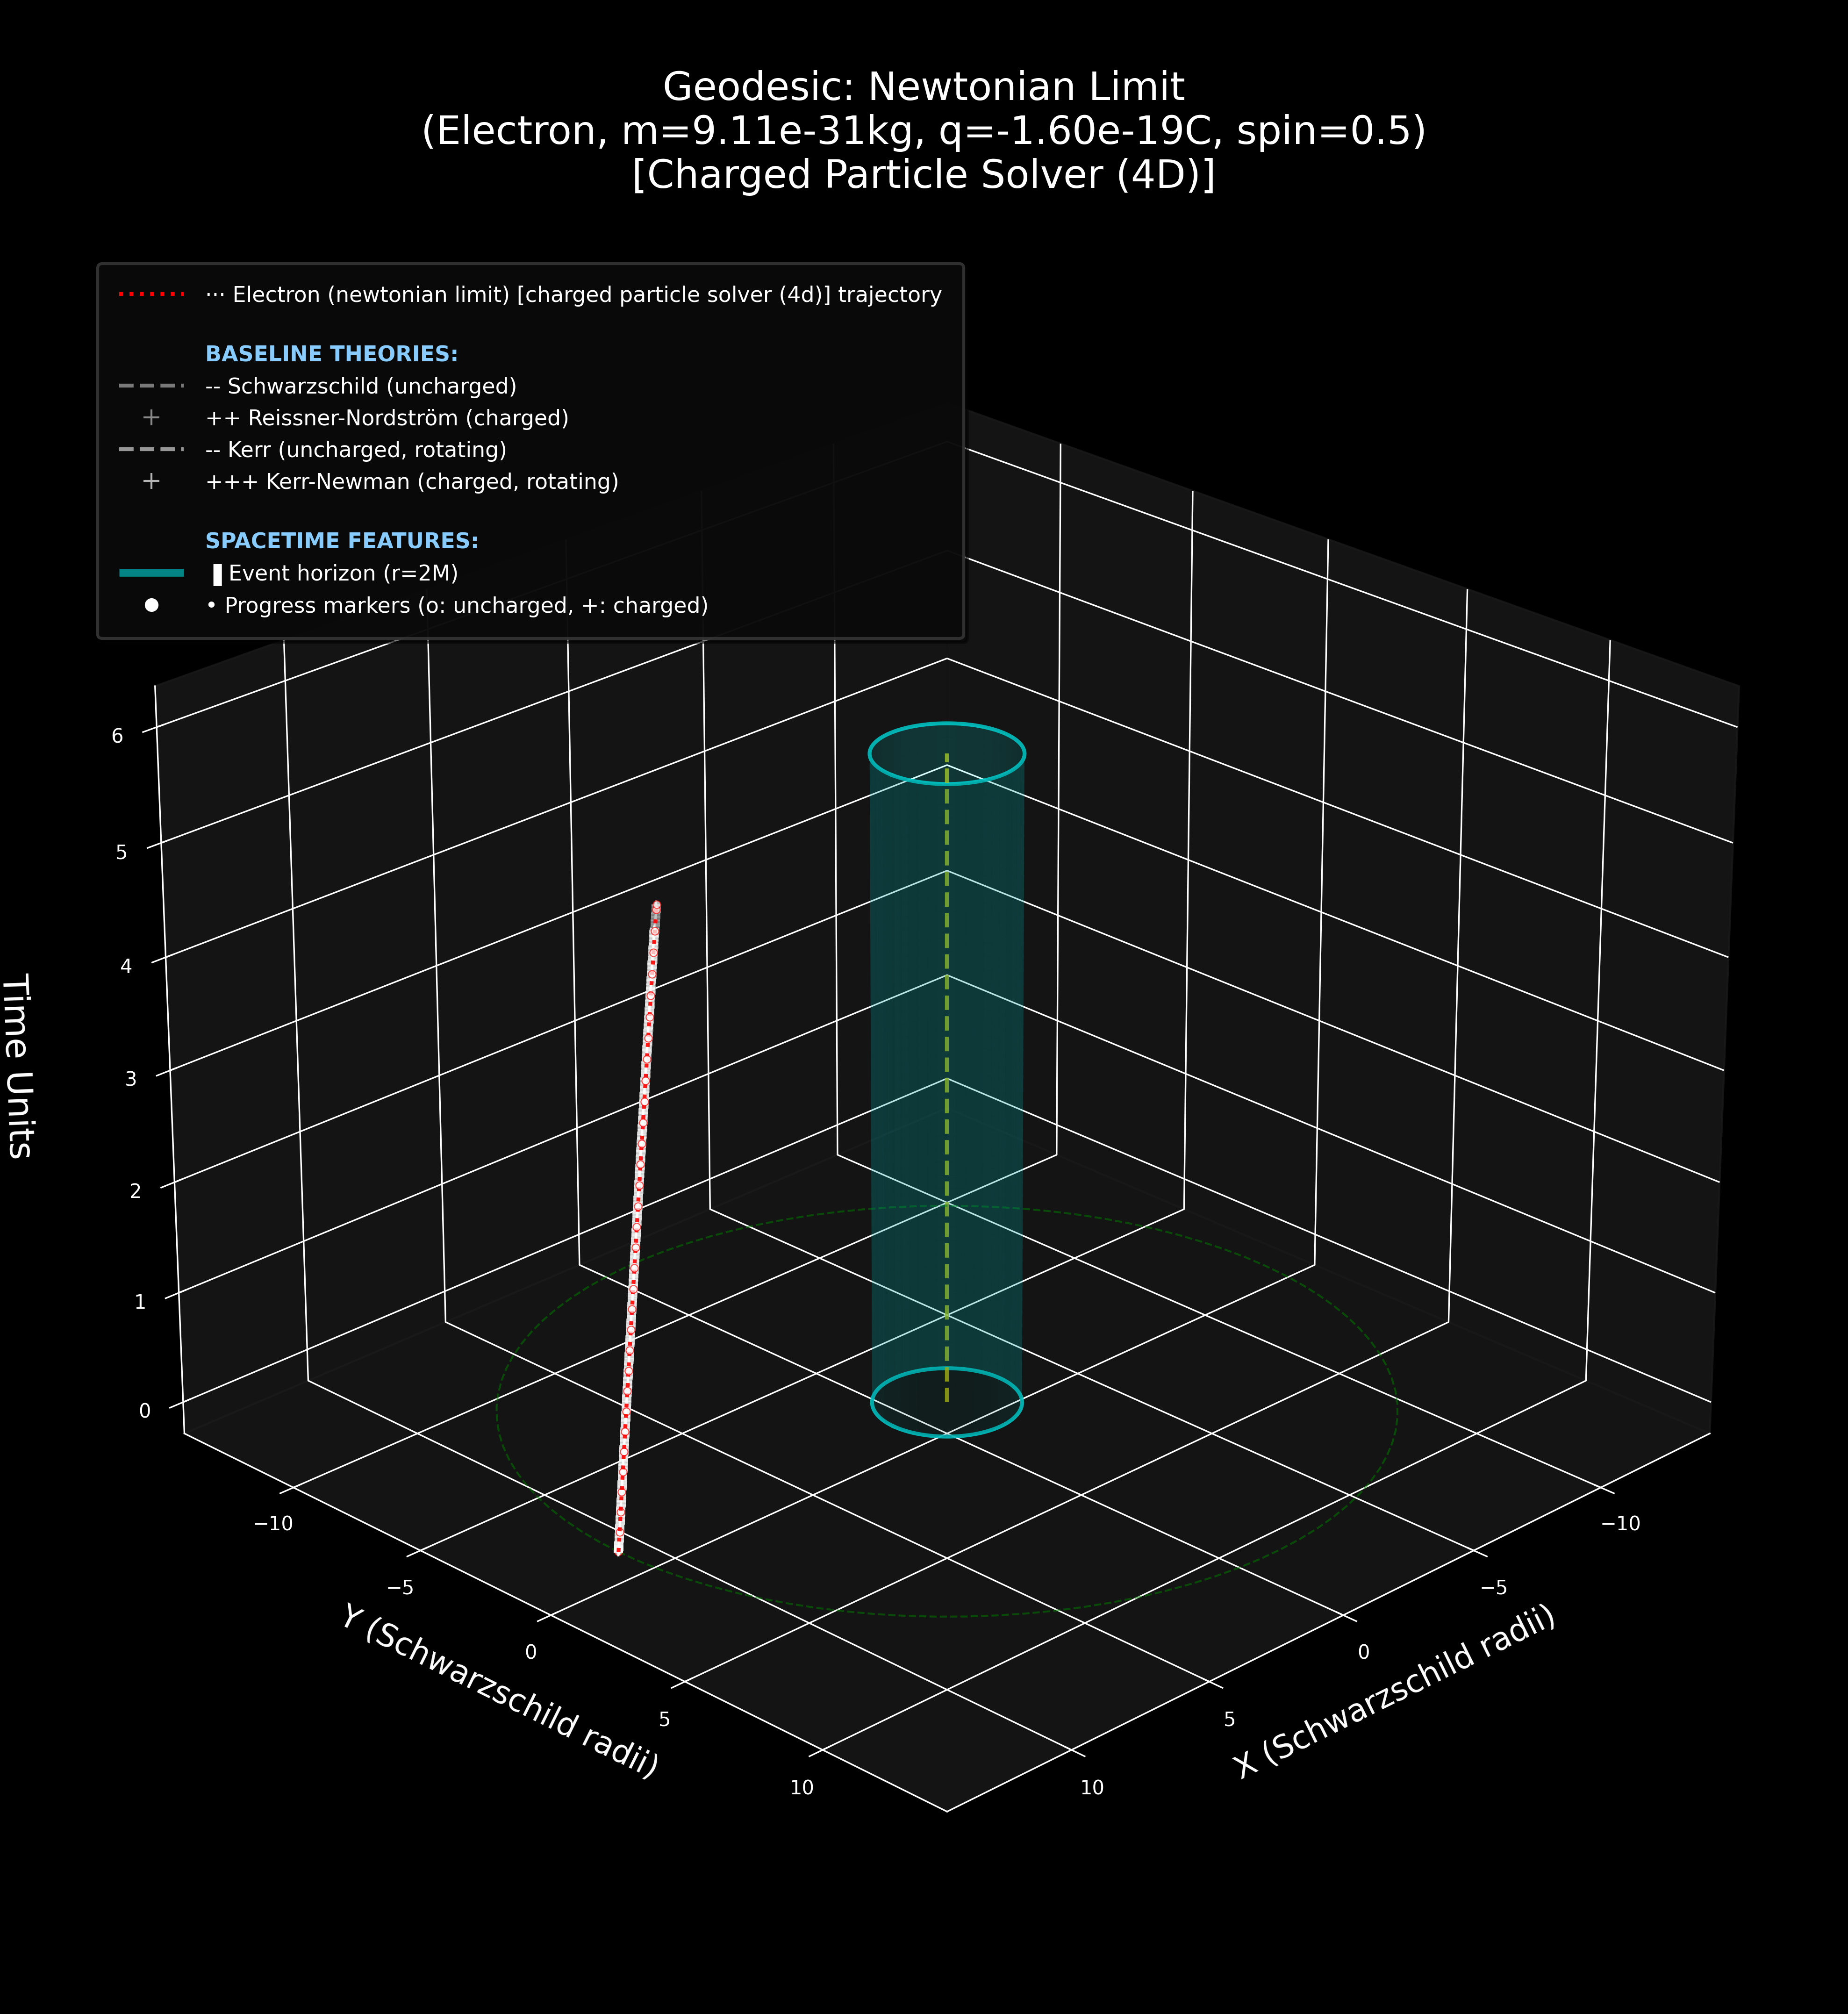 Geodesic: Newtonian Limit
(Electron, m=9.11e-31kg, q=-1.60e-19C, spin=0.5)
[Charged Particle Solver (4D)]
··· Electron (newtonian limit) [charged particle solver (4d)] trajectory
BASELINE THEORIES:
-- Schwarzschild (uncharged)
++ Reissner-Nordström (charged)
-- Kerr (uncharged, rotating)
+++ Kerr-Newman (charged, rotating)
SPACETIME FEATURES:
▐ Event horizon (r=2M)
• Progress markers (o: uncharged, +: charged)
6
5
4
3
2
1
0
Time Units
−10
−5
0
5
10
Y (Schwarzschild radii)
−10
−5
0
5
10
X (Schwarzschild radii)